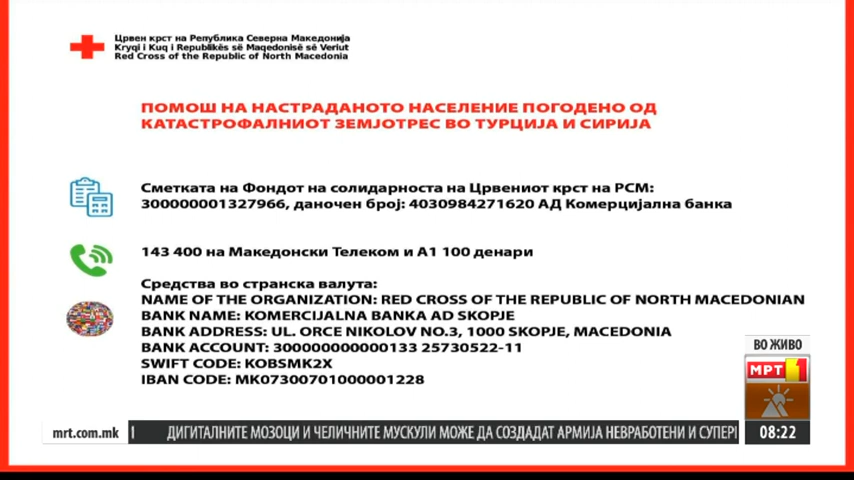 Црвен крст на Република Северна Македонија
Kryqi i Kuq i Republikës së Maqedonisë së Veriut
Red Cross of the Republic of North Macedonia
ПОМОШ НА НАСТРАДАНОТО НАСЕЛЕНИЕ ПОГОДЕНО ОД
КАТАСТРОФАЛНИОТ ЗЕМЈОТРЕС ВО ТУРЦИЈА И СИРИЈА
Сметката на Фондот на солидарноста на Црвениот крст на РСМ:
300000001327966, даночен број: 4030984271620 АД Комерцијална банка
143 400 на Македонски Телеком и А1 100 денари
Средства во странска валута:
NAME OF THE ORGANIZATION: RED CROSS OF THE REPUBLIC OF NORTH MACEDONIAN
BANK NAME: KOMERCIJALNA BANKA AD SKOPJE
BANK ADDRESS: UL. ORCE NIKOLOV NO.3, 1000 SKOPJE, MACEDONIA
BANK ACCOUNT: 300000000000133 25730522-11
SWIFT CODE: KOBSMK2X
IBAN CODE: MK07300701000001228
ВО ЖИВО
МРТ 1
mrt.com.mk
1 ДИГИТАЛНИТЕ МОЗОЦИ И ЧЕЛИЧНИТЕ МУСКУЛИ МОЖЕ ДА СОЗДАДАТ АРМИЈА НЕВРАБОТЕНИ И СУПЕР
08:22